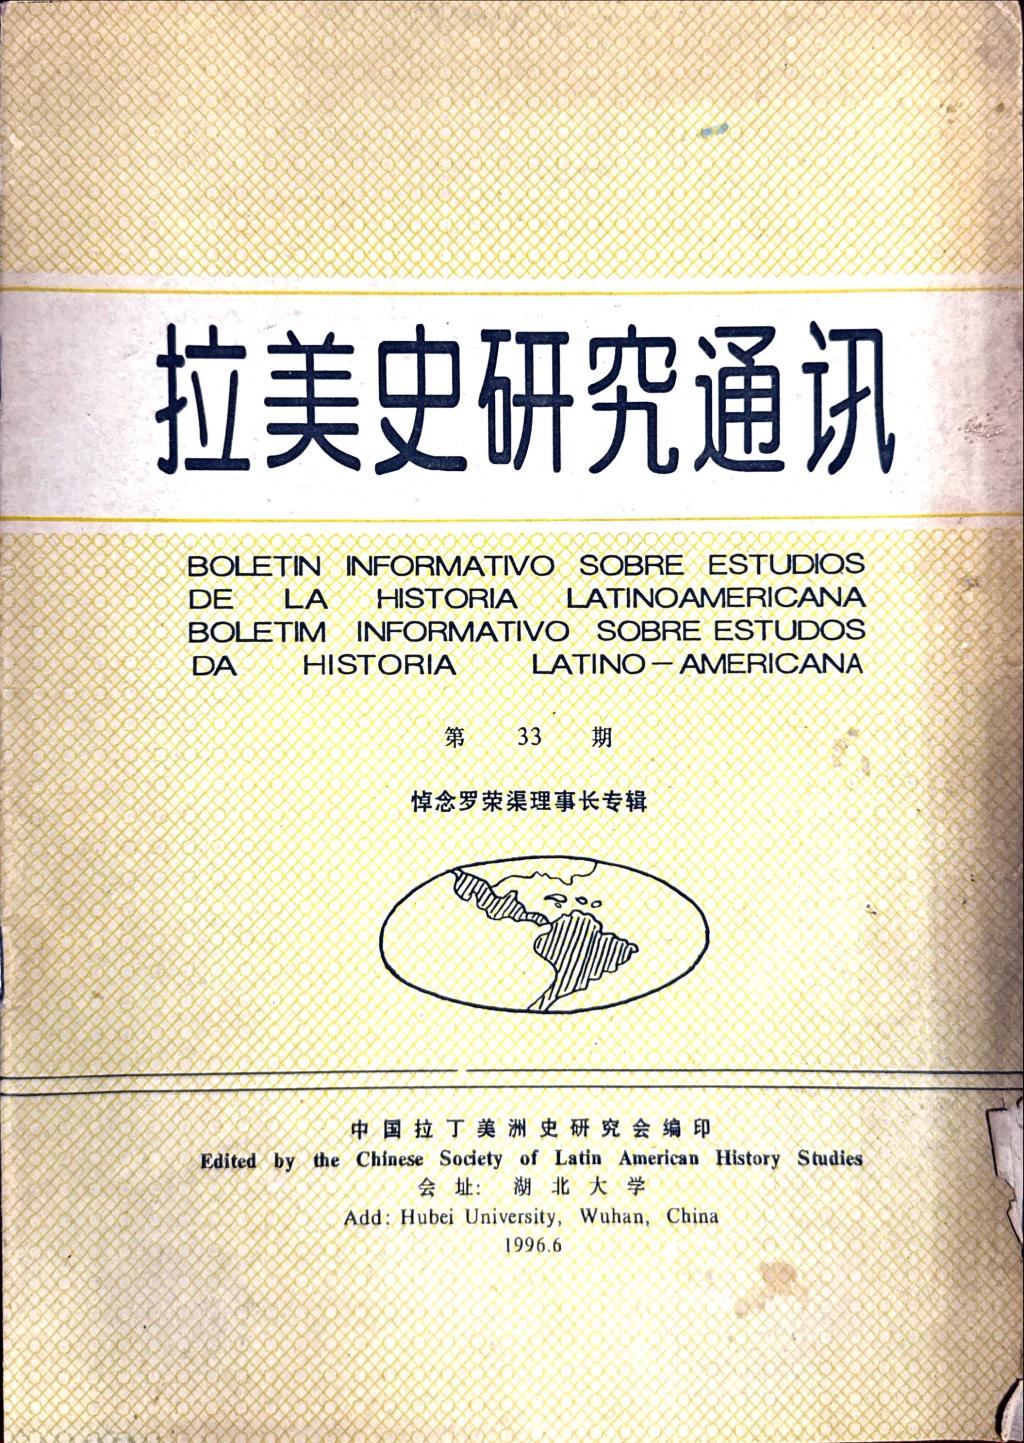 拉美史研究通讯
BOLETIN INFORMATIVO SOBRE ESTUDIOS
DE LA HISTORIA LATINOAMERICANA
BOLETIM INFORMATIVO SOBRE ESTUDOS
DA HISTORIA LATINO—AMERICANA
第 33 期
悼念罗荣渠理事长专辑
中国拉丁美洲史研究会编印
Edited by the Chinese Society of Latin American History Studies
会址: 湖北大学
Add: Hubei University, Wuhan, China
1996.6